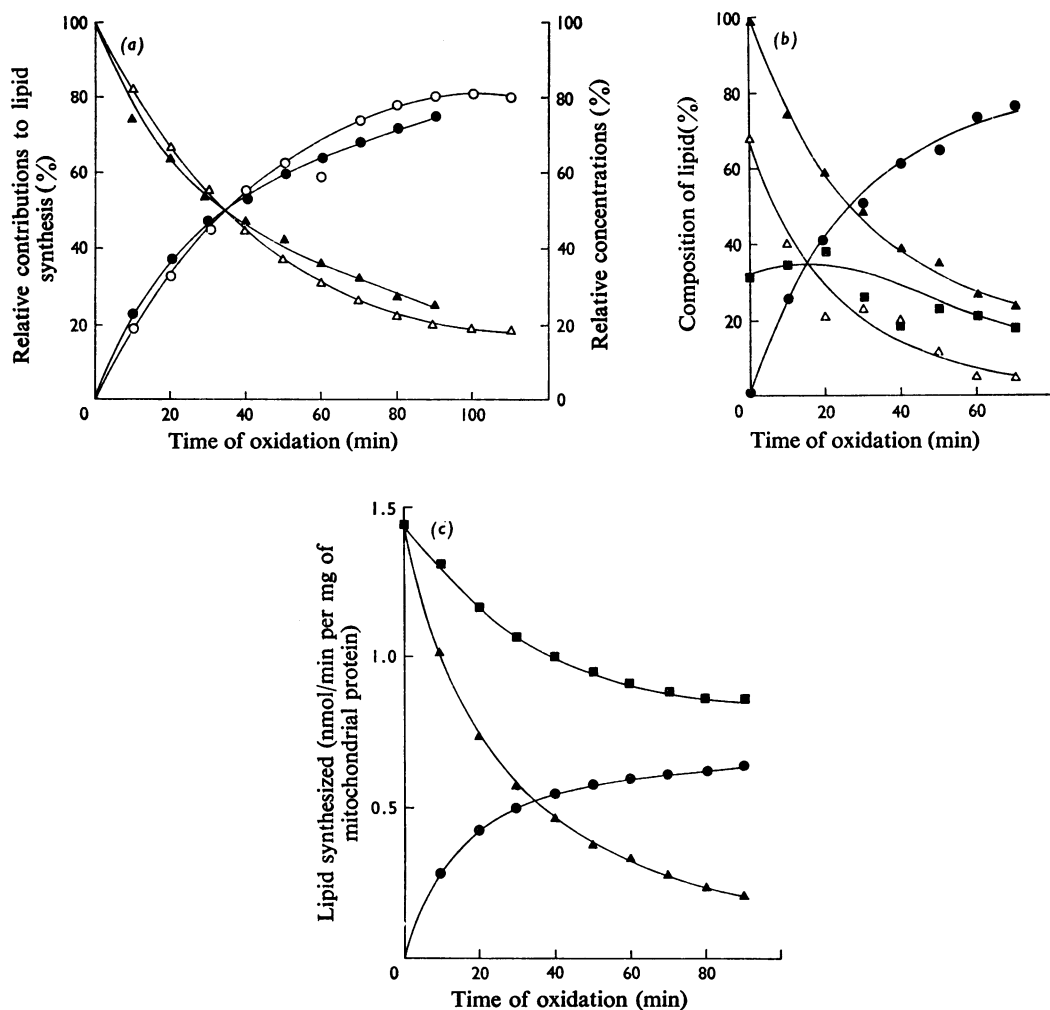 (a)
Relative contributions to lipid
synthesis (%)
100
80
60
40
20
0
20
40
60
80
100
Time of oxidation (min)
100
80
60
40
20
0
Relative concentrations (%)
(b)
Composition of lipid(%)
100
80
60
40
20
0
20
40
60
Time of oxidation (min)
(c)
Lipid synthesized (nmol/min per mg of
mitochondrial protein)
1.5
1.0
0.5
0
20
40
60
80
Time of oxidation (min)